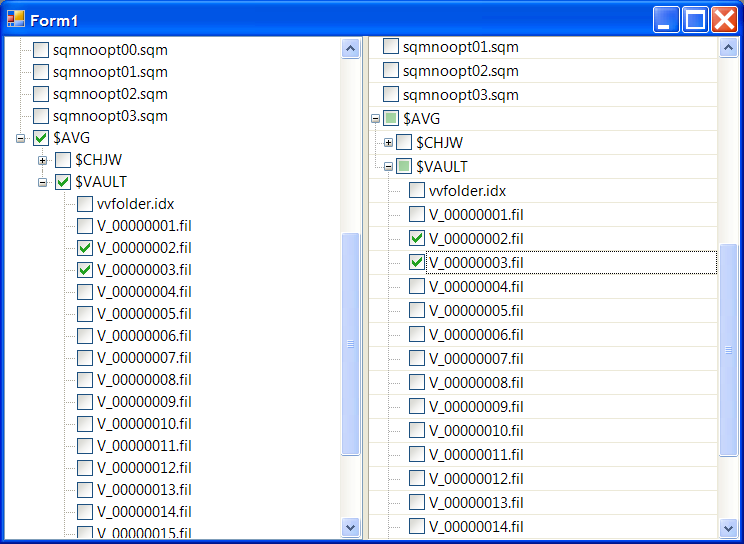 Form1
sqmnoopt00.sqm
sqmnoopt01.sqm
sqmnoopt02.sqm
sqmnoopt03.sqm
$AVG
$CHJW
$VAULT
vvfolder.idx
V_00000001.fil
V_00000002.fil
V_00000003.fil
V_00000004.fil
V_00000005.fil
V_00000006.fil
V_00000007.fil
V_00000008.fil
V_00000009.fil
V_00000010.fil
V_00000011.fil
V_00000012.fil
V_00000013.fil
V_00000014.fil
V_00000015.fil
sqmnoopt01.sqm
sqmnoopt02.sqm
sqmnoopt03.sqm
$AVG
$CHJW
$VAULT
vvfolder.idx
V_00000001.fil
V_00000002.fil
V_00000003.fil
V_00000004.fil
V_00000005.fil
V_00000006.fil
V_00000007.fil
V_00000008.fil
V_00000009.fil
V_00000010.fil
V_00000011.fil
V_00000012.fil
V_00000013.fil
V_00000014.fil